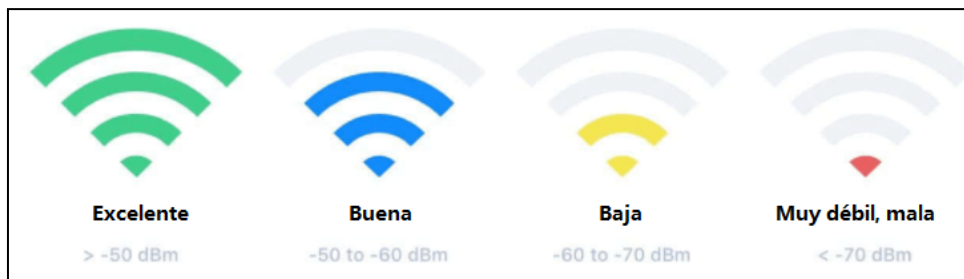 Excelente Buena Baja Muy débil, mala
> -50 dBm -50 to -60 dBm -60 to -70 dBm < -70 dBm